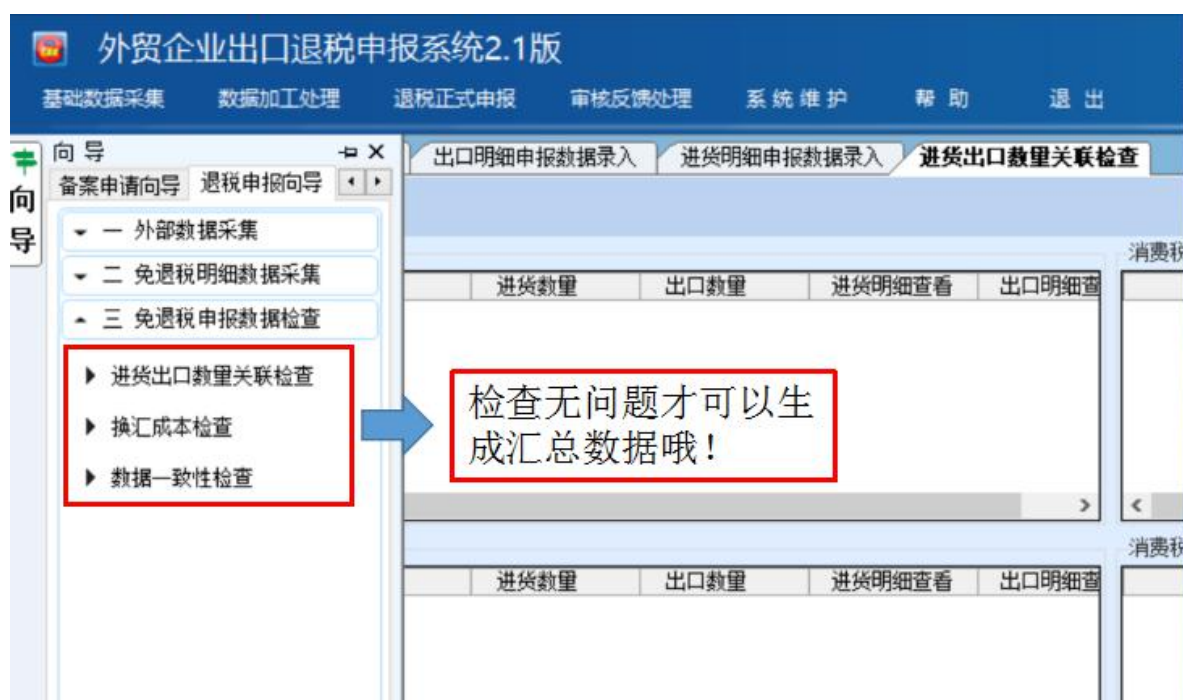 外贸企业出口退税申报系统2.1版
基础数据采集 数据加工处理 退税正式申报 审核反馈处理 系统维护 帮助 退出
向导
向导
备案申请向导 退税申报向导
出口明细申报数据录入 进货明细申报数据录入 进货出口数量关联检查
一 外部数据采集
二 免退税明细数据采集
三 免退税申报数据检查
进货出口数量关联检查
换汇成本检查
数据一致性检查
检查无问题才可以生
成汇总数据哦！
消费税
进货数量 出口数量 进货明细查看 出口明细查
消费税
进货数量 出口数量 进货明细查看 出口明细查